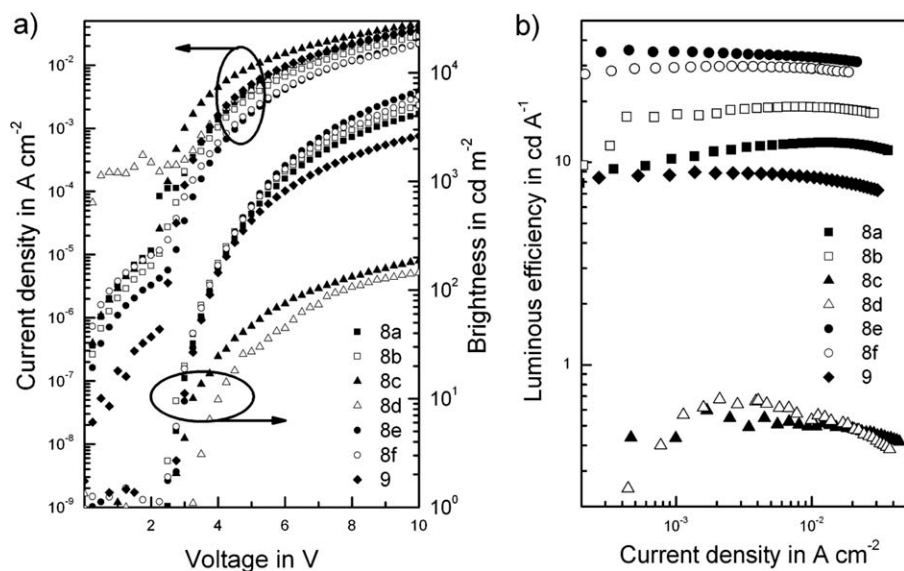 a)
Current density in A cm⁻²
10⁻²
10⁻³
10⁻⁴
10⁻⁵
10⁻⁶
10⁻⁷
10⁻⁸
10⁻⁹
2
4
6
8
10
Voltage in V
10⁴
10³
10²
10¹
10⁰
Brightness in cd m⁻²
8a
8b
8c
8d
8e
8f
9
b)
Luminous efficiency in cd A⁻¹
10
1
8a
8b
8c
8d
8e
8f
9
10⁻³
10⁻²
Current density in A cm⁻²